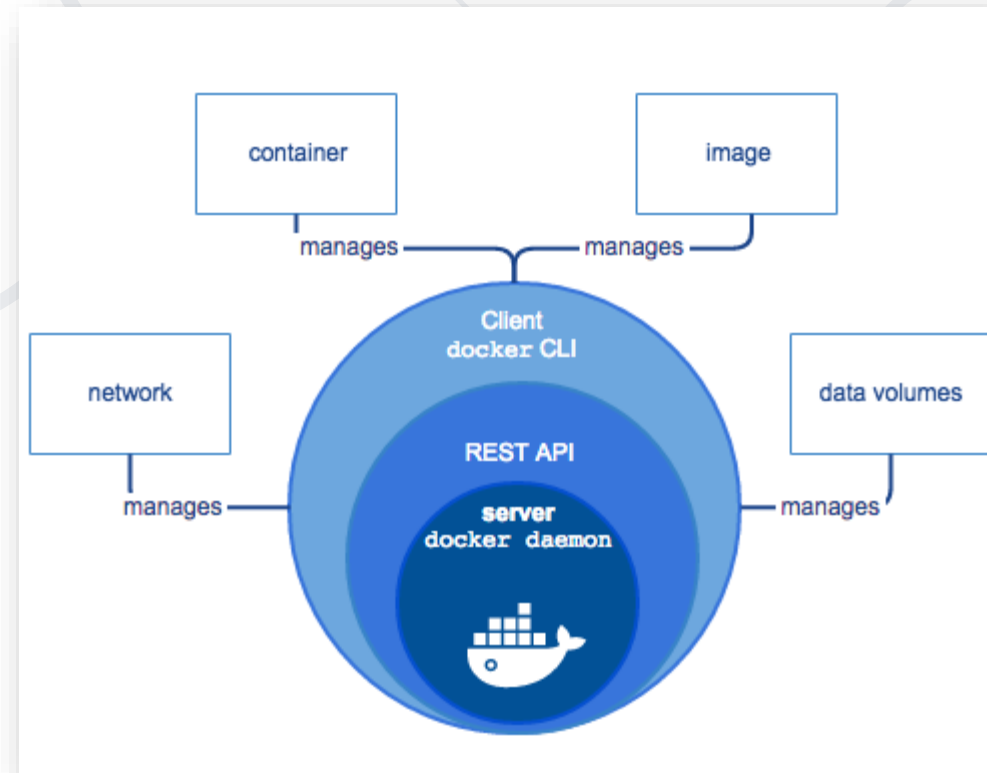 container
image
manages
manages
Client
docker CLI
network
data volumes
REST API
manages
manages
server
docker daemon